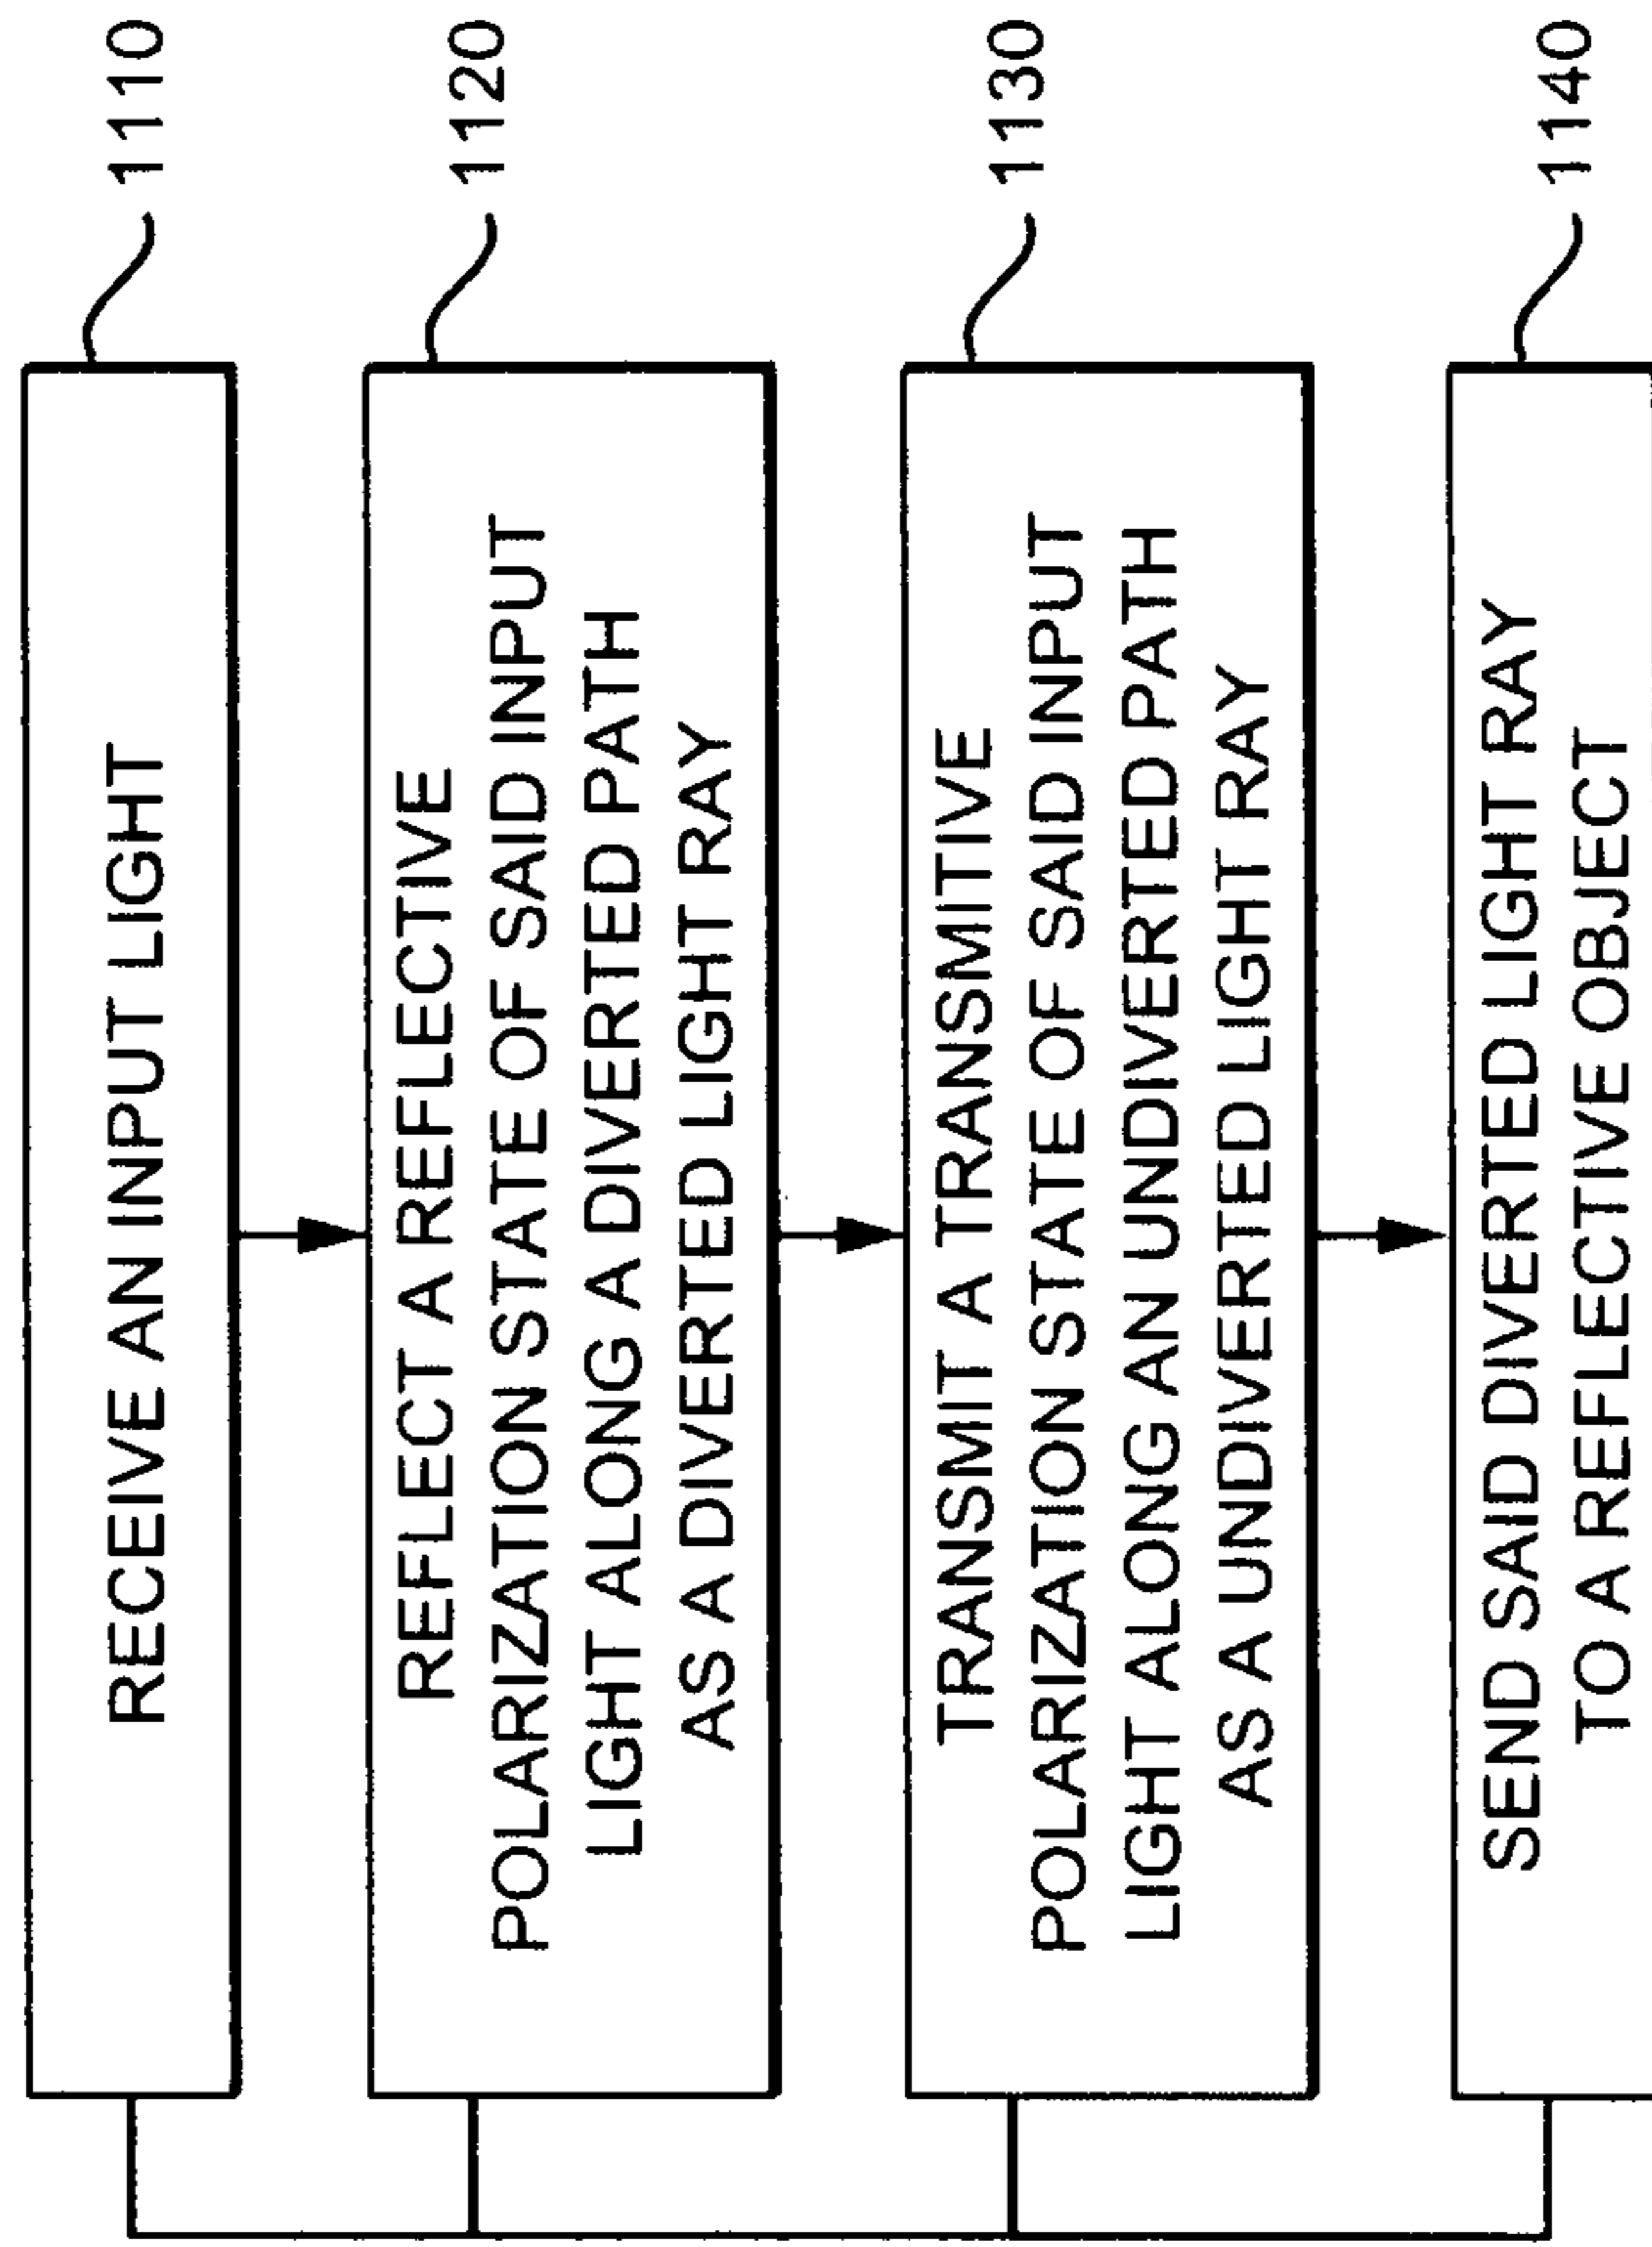 RECEIVE AN INPUT LIGHT
1110
REFLECT A REFLECTIVE
POLARIZATION STATE OF SAID INPUT
LIGHT ALONG A DIVERTED PATH
AS A DIVERTED LIGHT RAY
1120
TRANSMIT A TRANSMITIVE
POLARIZATION STATE OF SAID INPUT
LIGHT ALONG AN UNDIVERTED PATH
AS A UNDIVERTED LIGHT RAY
1130
SEND SAID DIVERTED LIGHT RAY
TO A REFLECTIVE OBJECT
1140